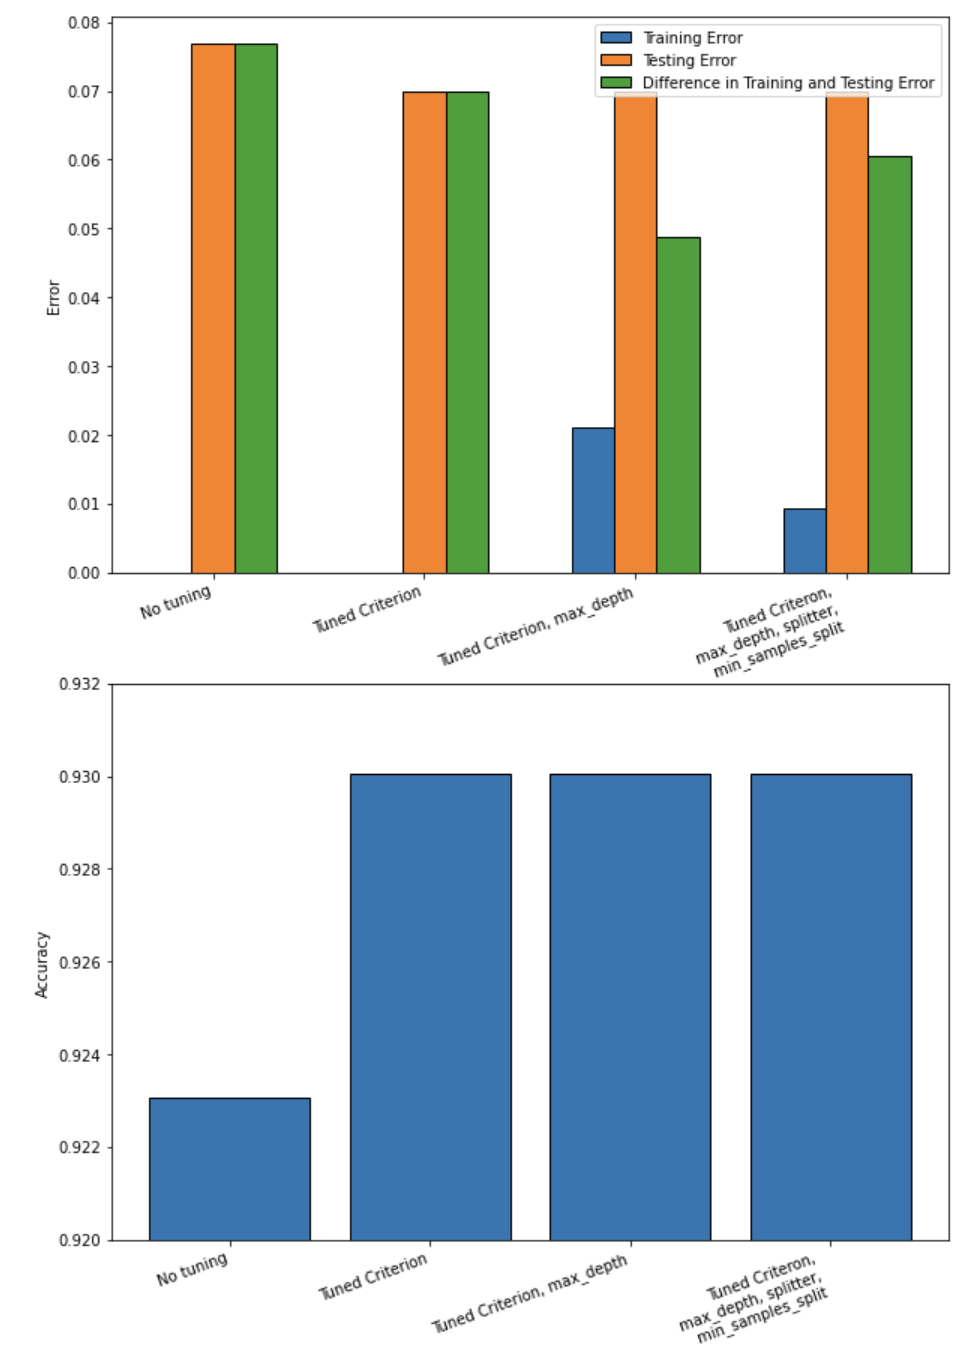 0.08
0.07
0.06
0.05
0.04
0.03
0.02
0.01
0.00
Error
Training Error
Testing Error
Difference in Training and Testing Error
No tuning
Tuned Criterion
Tuned Criterion, max_depth
Tuned Criteron,
max_depth, splitter,
min_samples_split
0.932
0.930
0.928
0.926
0.924
0.922
0.920
Accuracy
No tuning
Tuned Criterion
Tuned Criterion, max_depth
Tuned Criteron,
max_depth, splitter,
min_samples_split